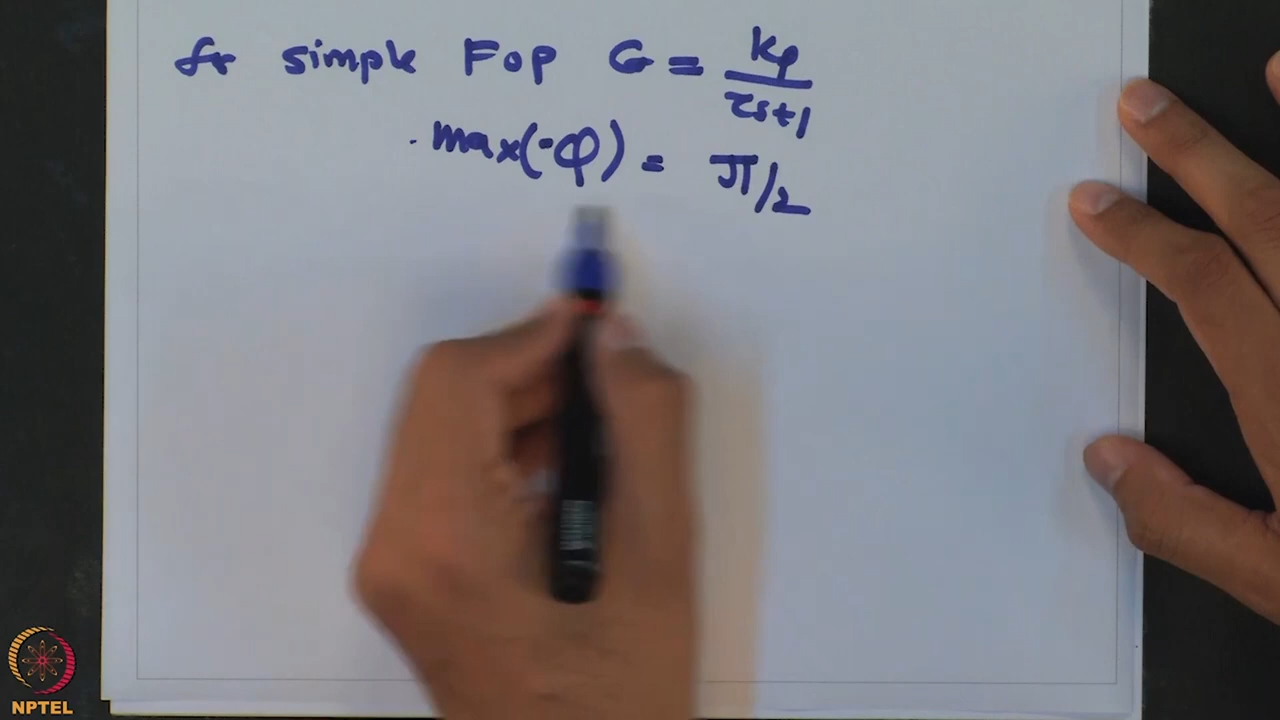 for simple FOP G = Kp / τs+1
max(-φ) = π/2
NPTEL